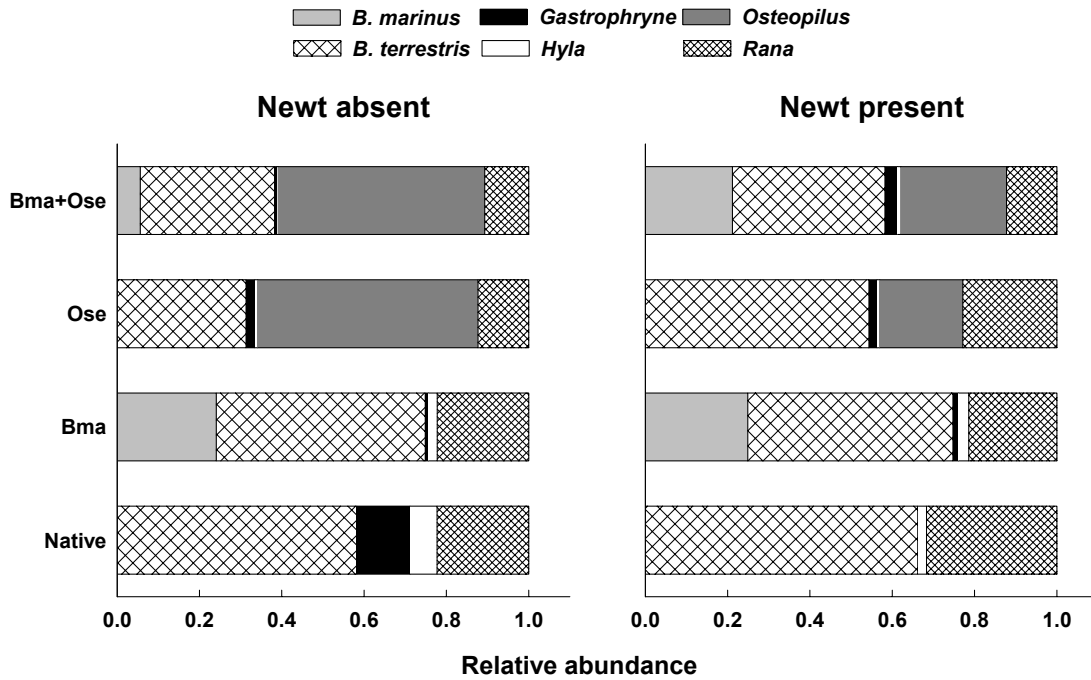 B. marinus Gastrophryne Osteopilus
B. terrestris Hyla Rana
Newt absent Newt present
Bma+Ose
Ose
Bma
Native
0.0 0.2 0.4 0.6 0.8 1.0 0.0 0.2 0.4 0.6 0.8 1.0
Relative abundance